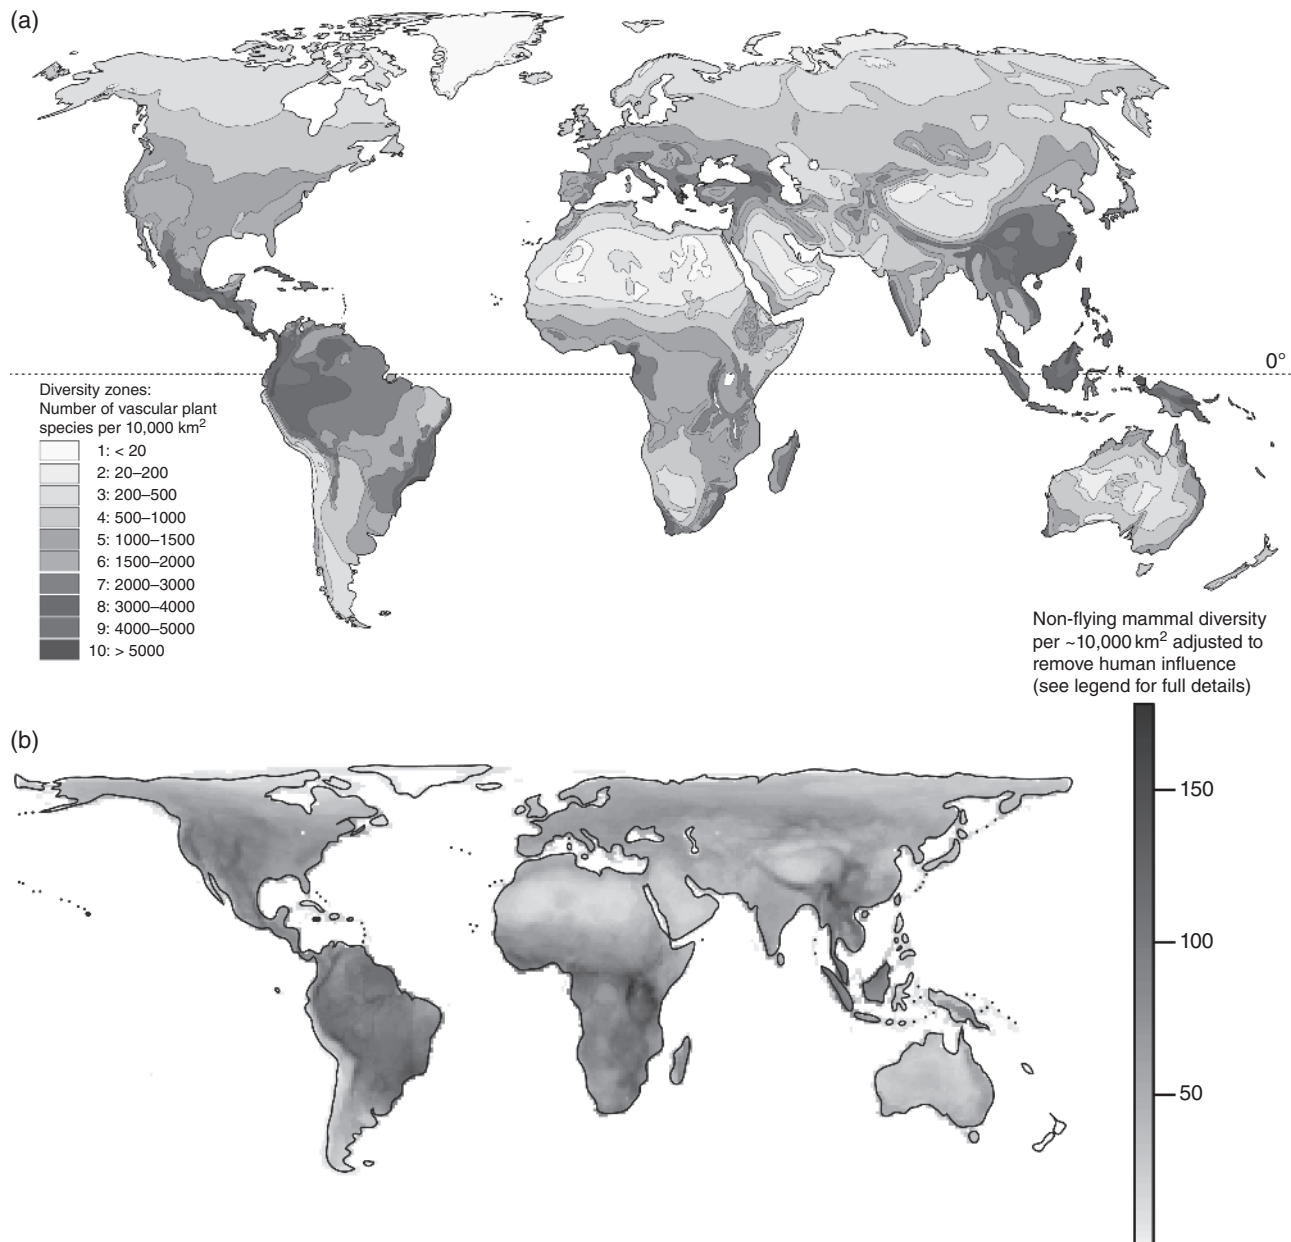 (a)
0°
Diversity zones:
Number of vascular plant
species per 10,000 km²
1: < 20
2: 20–200
3: 200–500
4: 500–1000
5: 1000–1500
6: 1500–2000
7: 2000–3000
8: 3000–4000
9: 4000–5000
10: > 5000
Non-flying mammal diversity
per ~10,000 km² adjusted to
remove human influence
(see legend for full details)
(b)
150
100
50